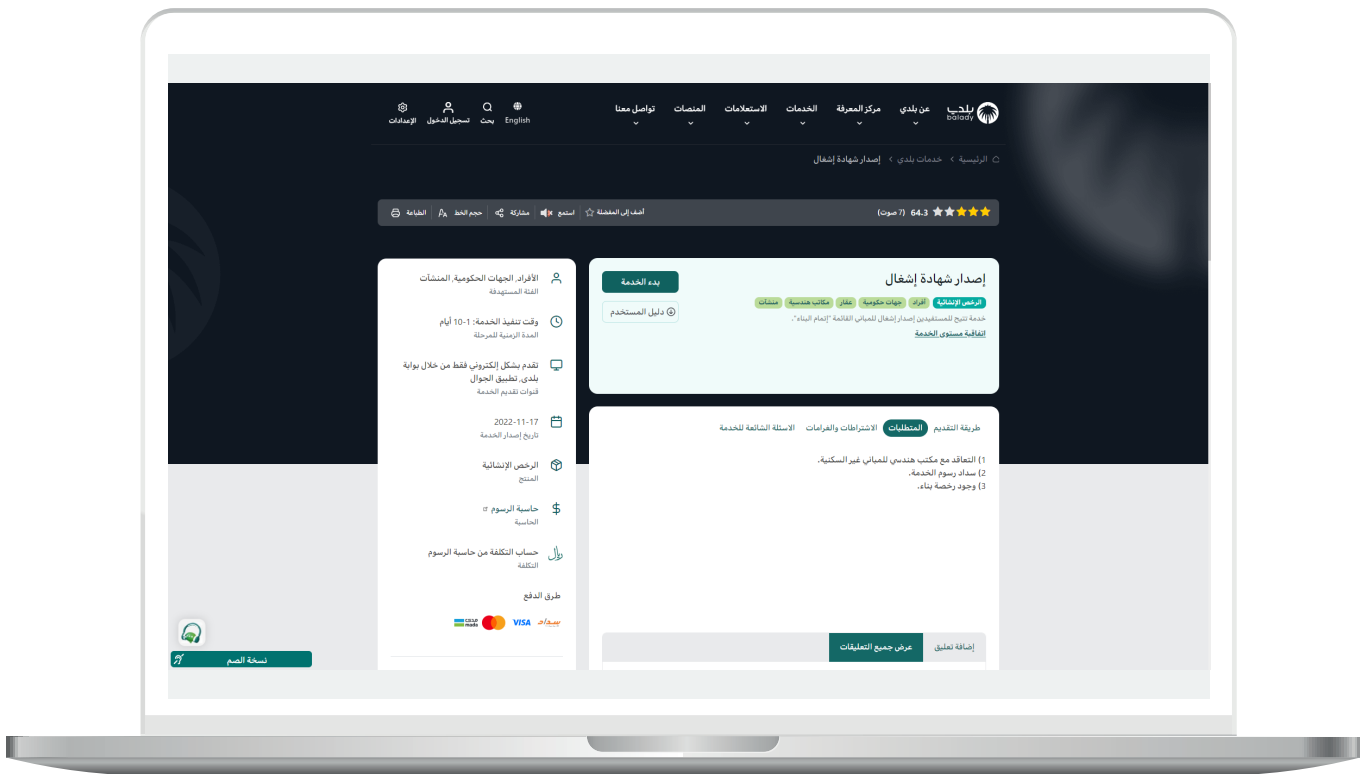 بلدي
balady
عن بلدي
مركز المعرفة
الخدمات
الاستعلامات
المنصات
تواصل معنا
English
بحث
تسجيل الدخول
الإعدادات
الرئيسية > خدمات بلدي > إصدار شهادة إشغال
64.3 (7 صوت)
أضف إلى المفضلة
استمع
مشاركة
حجم الخط
الطباعة
إصدار شهادة إشغال
الرخص الإنشائية
افراد
جهات حكومية
عقار
مكاتب هندسية
منشآت
خدمة تتيح للمستفيدين إصدار إشغال للمباني القائمة "إتمام البناء".
اتفاقية مستوى الخدمة
بدء الخدمة
دليل المستخدم
طريقة التقديم
المتطلبات
الاشتراطات والغرامات
الاسئلة الشائعة للخدمة
1) التعاقد مع مكتب هندسي للمباني غير السكنية.
2) سداد رسوم الخدمة.
3) وجود رخصة بناء.
إضافة تعليق
عرض جميع التعليقات
الأفراد, الجهات الحكومية, المنشآت
الفئة المستهدفة
وقت تنفيذ الخدمة: 1-10 أيام
المدة الزمنية للمرحلة
تقدم بشكل إلكتروني فقط من خلال بوابة
بلدي, تطبيق الجوال
قنوات تقديم الخدمة
2022-11-17
تاريخ إصدار الخدمة
الرخص الإنشائية
المنتج
حاسبة الرسوم
الحاسبة
حساب التكلفة من حاسبة الرسوم
التكلفة
طرق الدفع
سداد
VISA
مدى
mada
نسخة الصم